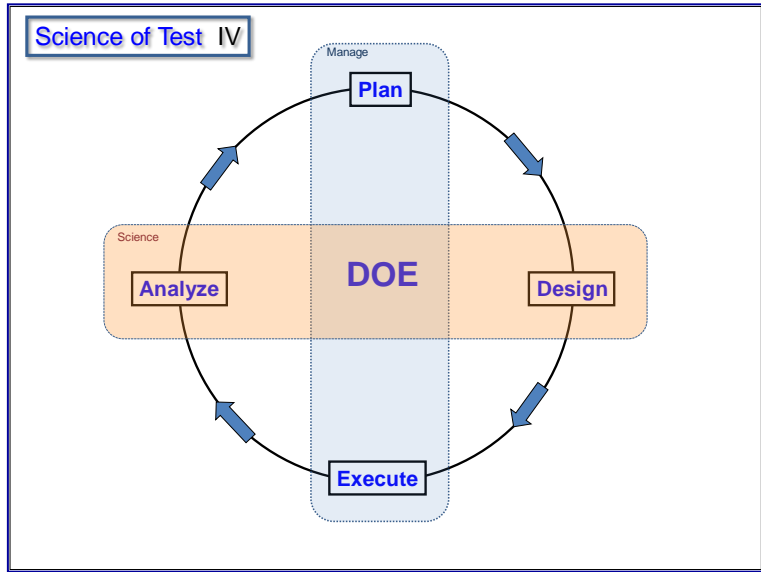 Science of Test IV
Manage
Plan
Science
DOE
Analyze
Design
Execute